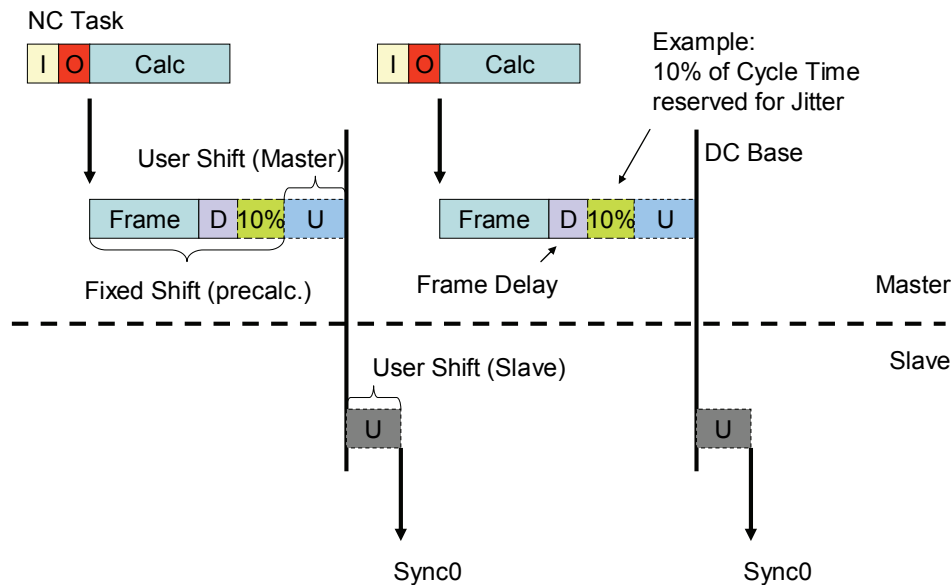 NC Task
I O Calc
I O Calc
Example:
10% of Cycle Time
reserved for Jitter
User Shift (Master)
DC Base
Frame D 10% U
Frame D 10% U
Fixed Shift (precalc.)
Frame Delay
Master
Slave
User Shift (Slave)
U
U
Sync0
Sync0